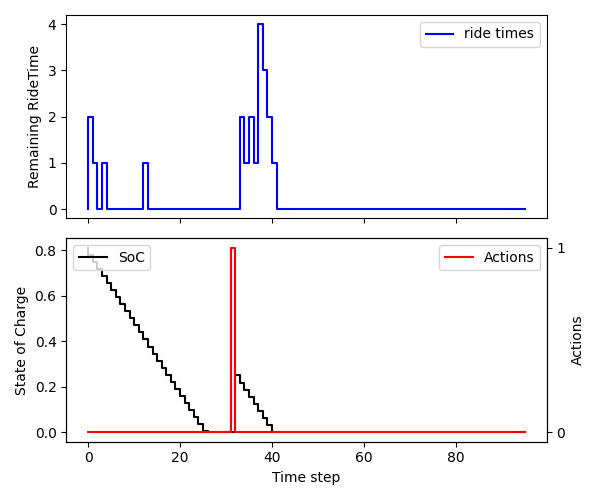 4
3
2
1
0
Remaining RideTime
ride times
0.8
0.6
0.4
0.2
0.0
State of Charge
SoC
Actions
1
0
Actions
0 20 40 60 80
Time step